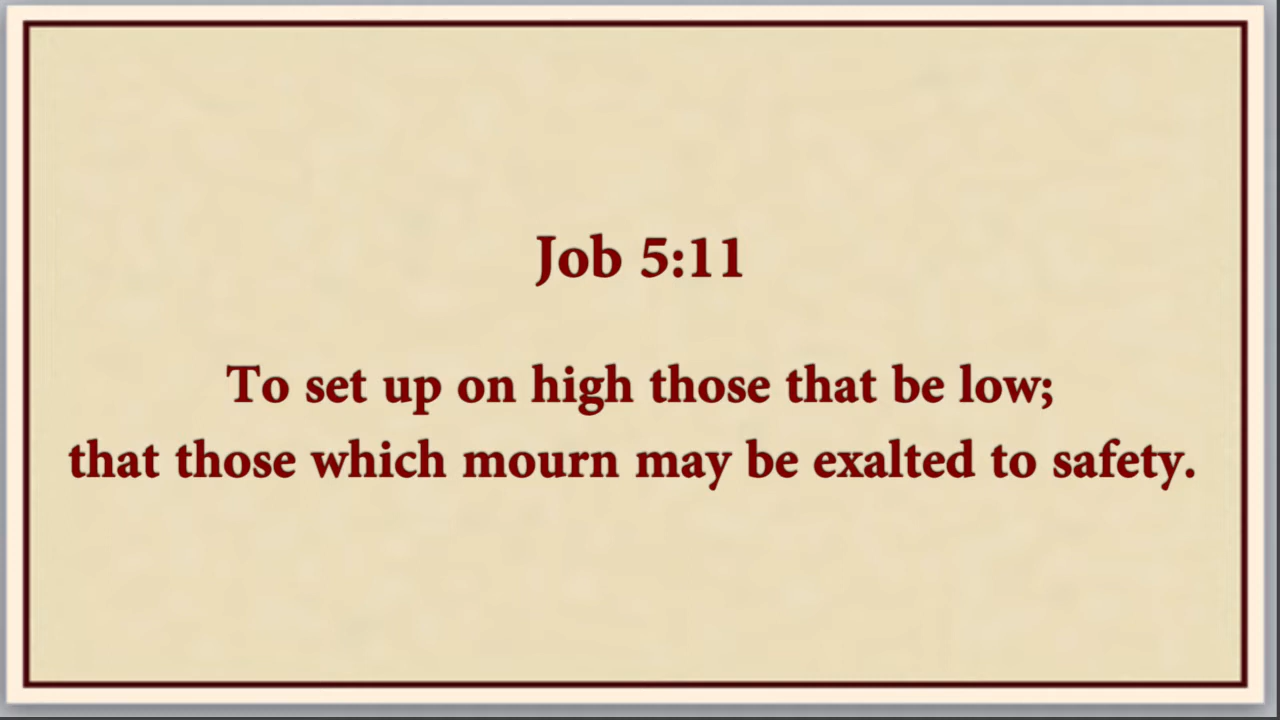 Job 5:11
To set up on high those that be low;
that those which mourn may be exalted to safety.